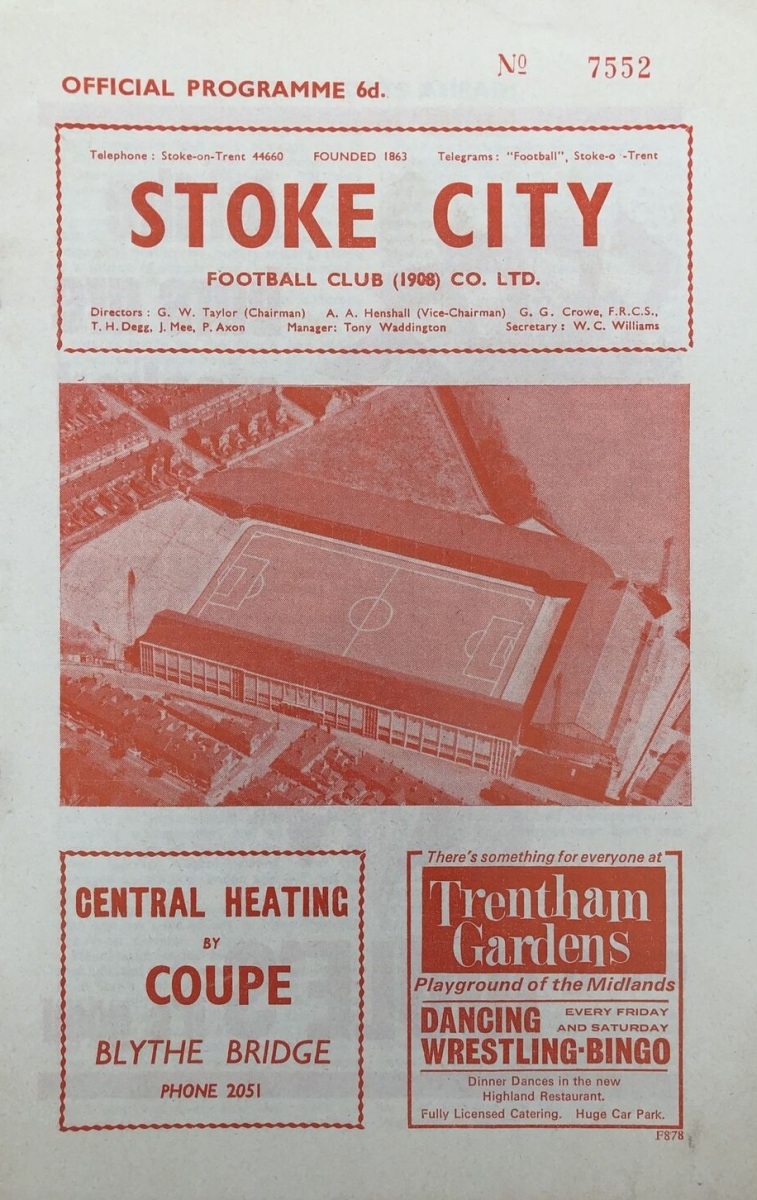 Nº 7552
OFFICIAL PROGRAMME 6d.
Telephone : Stoke-on-Trent 44660 FOUNDED 1863 Telegrams : "Football", Stoke-o -Trent
STOKE CITY
FOOTBALL CLUB (1908) CO. LTD.
Directors : G. W. Taylor (Chairman) A. A. Henshall (Vice-Chairman) G. G. Crowe, F.R.C.S.,
T. H. Degg, J. Mee, P. Axon Manager: Tony Waddington Secretary : W. C. Williams
CENTRAL HEATING
BY
COUPE
BLYTHE BRIDGE
PHONE 2051
There's something for everyone at
Trentham
Gardens
Playground of the Midlands
DANCING EVERY FRIDAY
AND SATURDAY
WRESTLING·BINGO
Dinner Dances in the new
Highland Restaurant.
Fully Licensed Catering. Huge Car Park.
F878